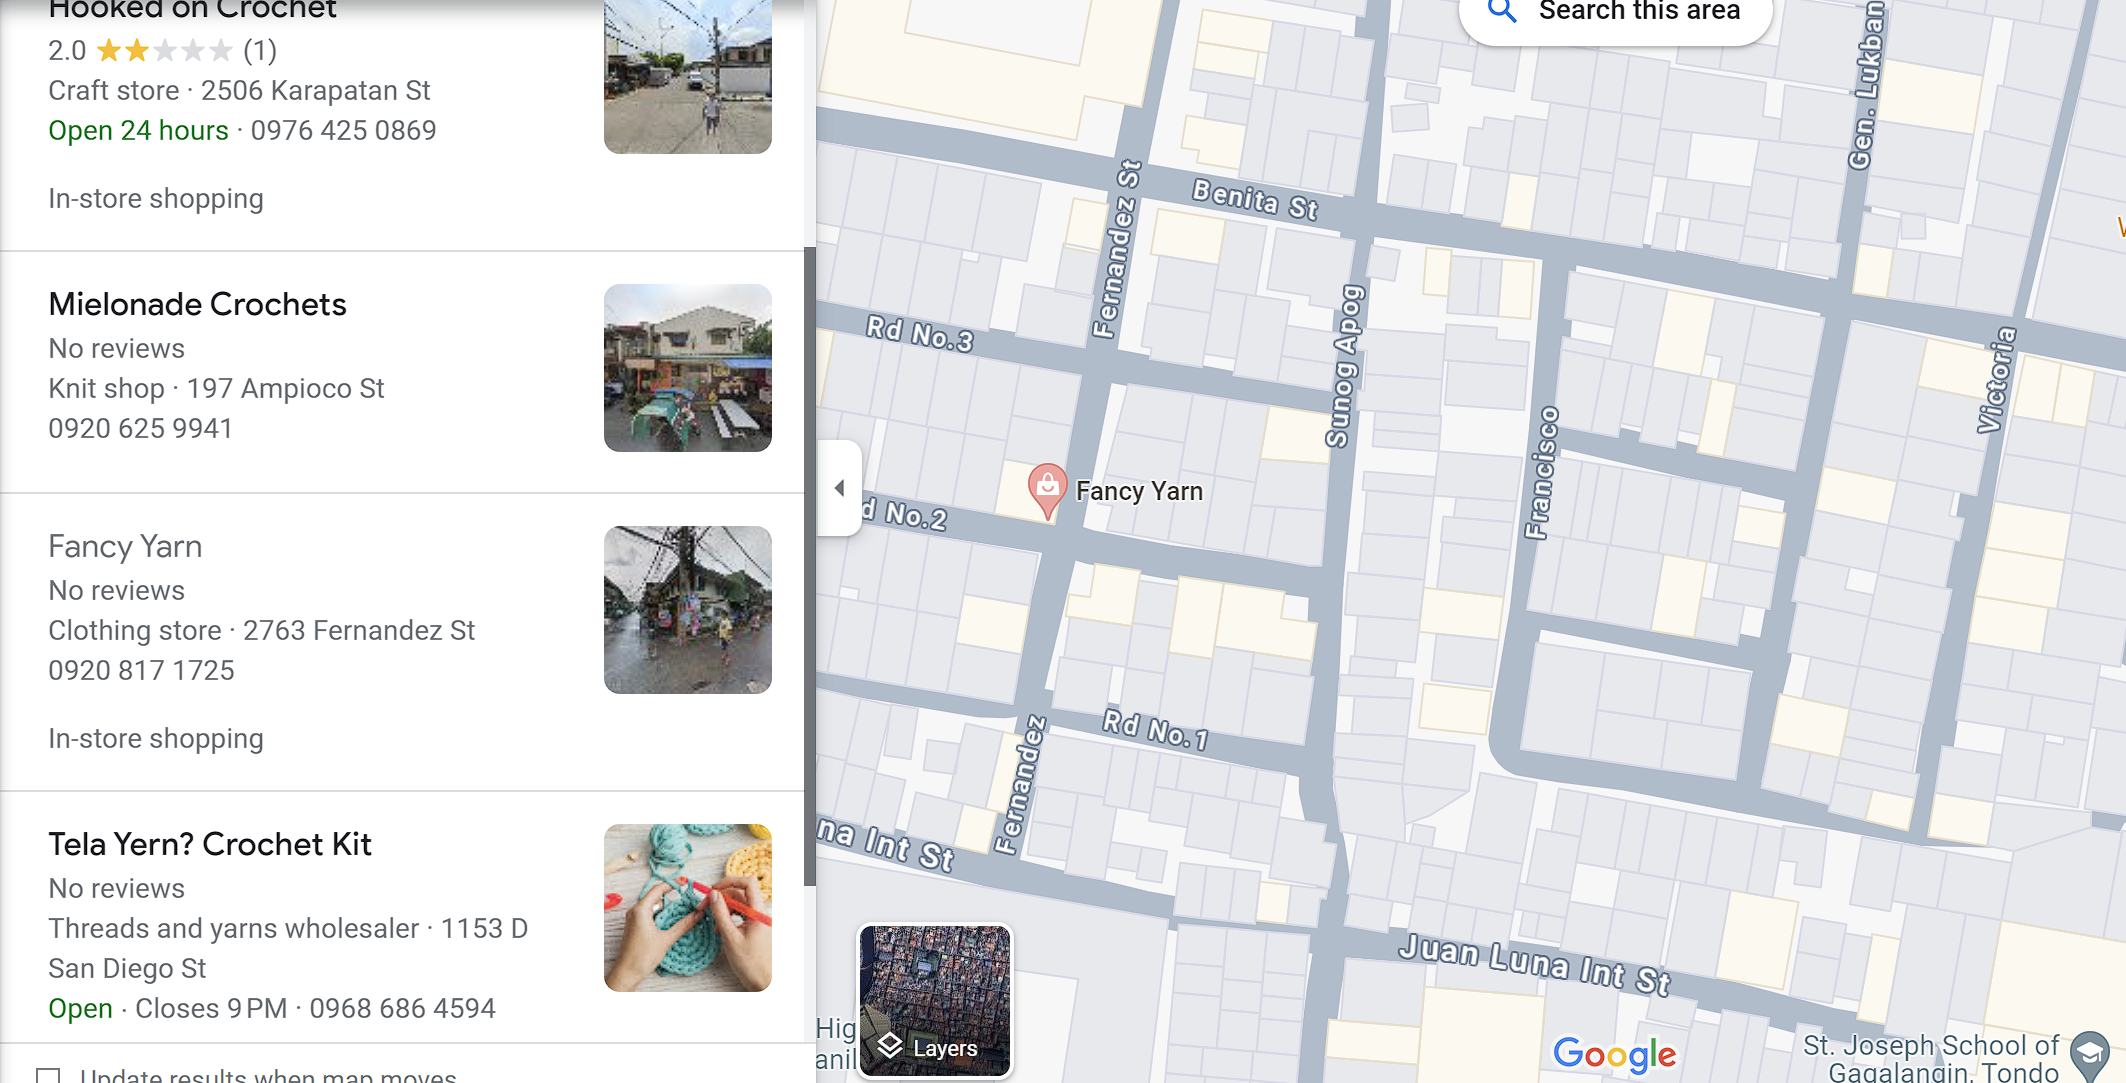 Hooked on Crochet
2.0 (1)
Craft store · 2506 Karapatan St
Open 24 hours · 0976 425 0869
In-store shopping
Mielonade Crochets
No reviews
Knit shop · 197 Ampioco St
0920 625 9941
Fancy Yarn
No reviews
Clothing store · 2763 Fernandez St
0920 817 1725
In-store shopping
Tela Yern? Crochet Kit
No reviews
Threads and yarns wholesaler · 1153 D
San Diego St
Open · Closes 9 PM · 0968 686 4594
Update results when map moves
Search this area
Gen. Lukban
Benita St
Fernandez St
Rd No.3
Sunog Apog
Victoria
Francisco
Fancy Yarn
d No.2
Rd No.1
Fernandez
na Int St
Juan Luna Int St
Layers
Google
St. Joseph School of
Gagalangin, Tondo
Hig
anil